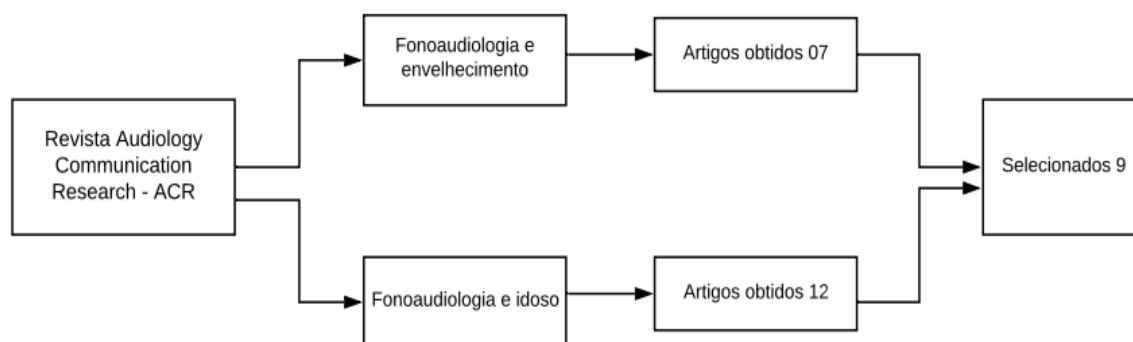 Revista Audiology
Communication
Research - ACR
Fonoaudiologia e
envelhecimento
Artigos obtidos 07
Fonoaudiologia e idoso
Artigos obtidos 12
Selecionados 9